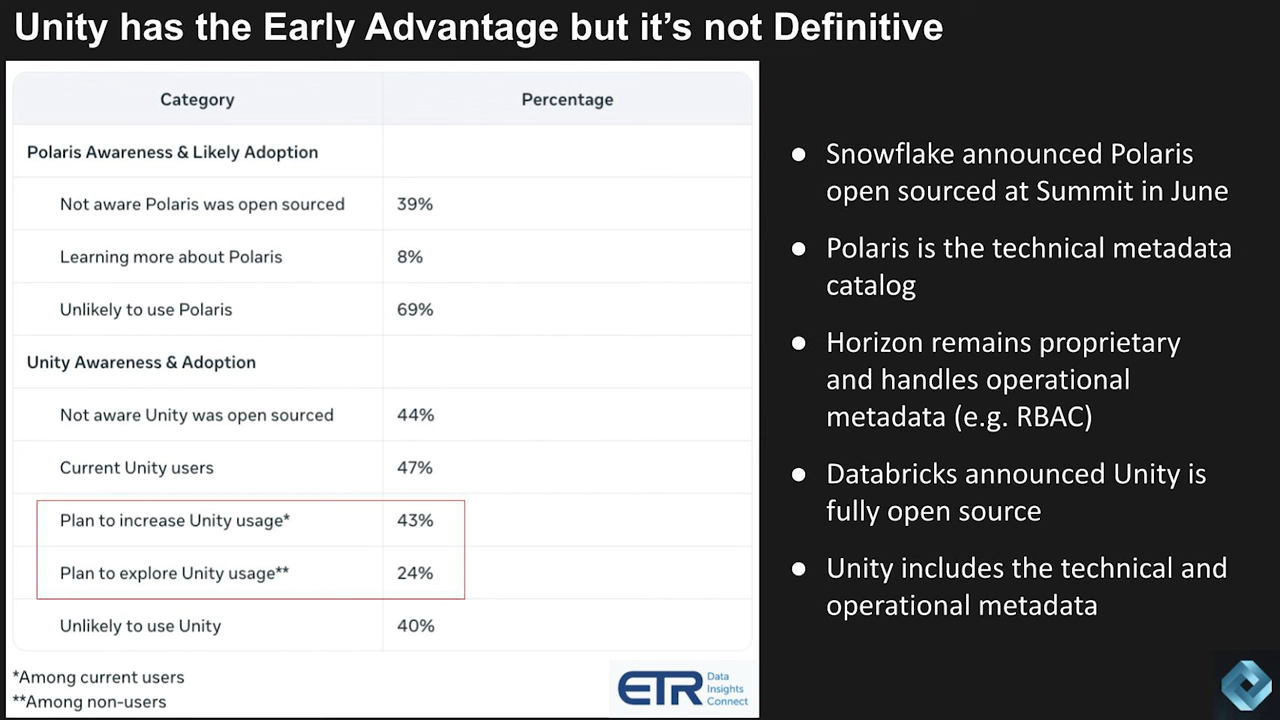 Unity has the Early Advantage but it's not Definitive
Category Percentage
Polaris Awareness & Likely Adoption
Not aware Polaris was open sourced 39%
Learning more about Polaris 8%
Unlikely to use Polaris 69%
Unity Awareness & Adoption
Not aware Unity was open sourced 44%
Current Unity users 47%
Plan to increase Unity usage* 43%
Plan to explore Unity usage** 24%
Unlikely to use Unity 40%
*Among current users
**Among non-users
ETR Data
Insights
Connect
● Snowflake announced Polaris
open sourced at Summit in June
● Polaris is the technical metadata
catalog
● Horizon remains proprietary
and handles operational
metadata (e.g. RBAC)
● Databricks announced Unity is
fully open source
● Unity includes the technical and
operational metadata